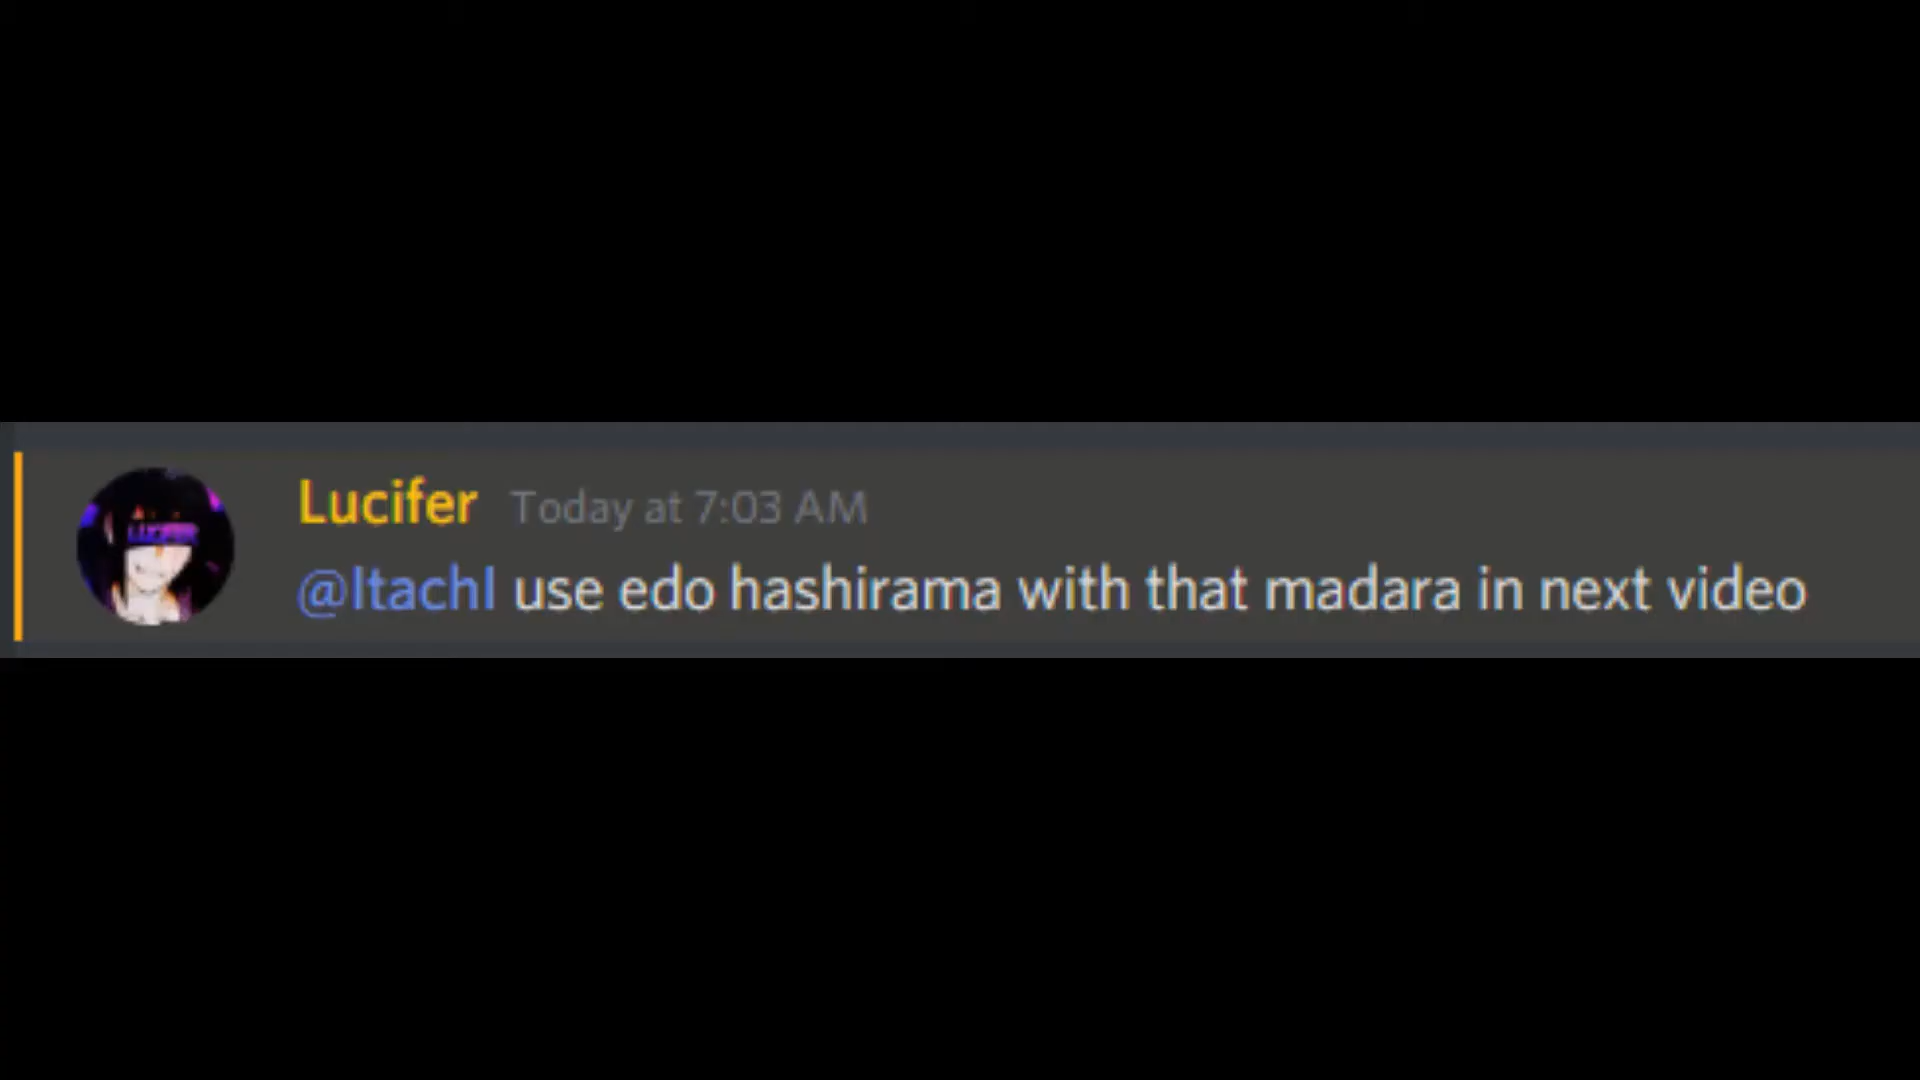 Lucifer Today at 7:03 AM
@ItachI use edo hashirama with that madara in next video